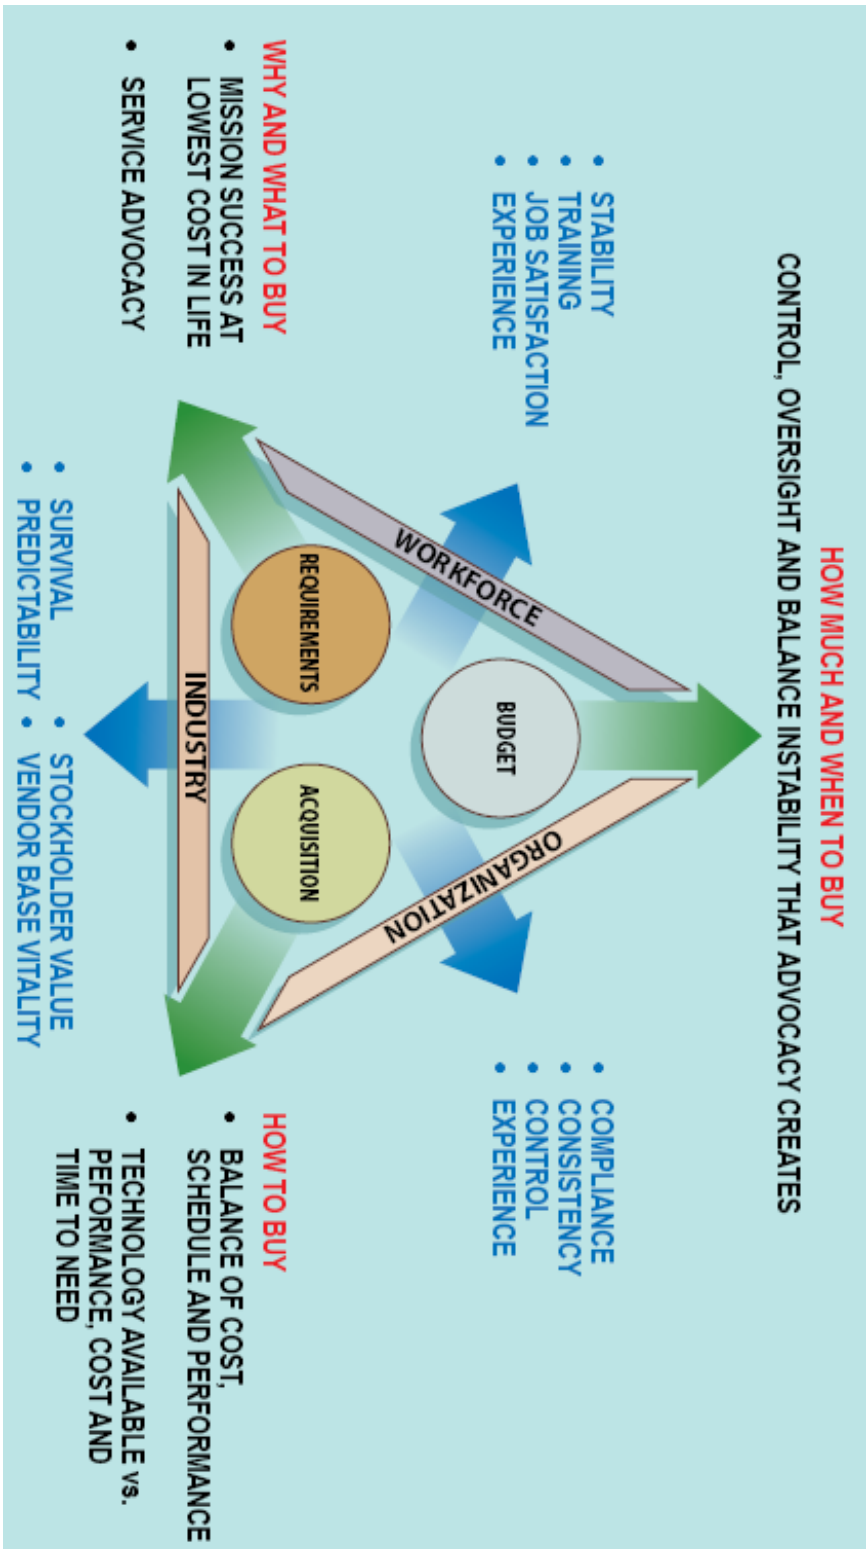 HOW MUCH AND WHEN TO BUY
CONTROL, OVERSIGHT AND BALANCE INSTABILITY THAT ADVOCACY CREATES
• STABILITY
• TRAINING
• JOB SATISFACTION
• EXPERIENCE
• COMPLIANCE
• CONSISTENCY
• CONTROL
• EXPERIENCE
WORKFORCE
BUDGET
ORGANIZATION
REQUIREMENTS
ACQUISITION
INDUSTRY
WHY AND WHAT TO BUY
• MISSION SUCCESS AT
LOWEST COST IN LIFE
• SERVICE ADVOCACY
HOW TO BUY
• BALANCE OF COST,
SCHEDULE AND PERFORMANCE
• TECHNOLOGY AVAILABLE vs.
PEFORMANCE, COST AND
TIME TO NEED
• SURVIVAL
• PREDICTABILITY
• STOCKHOLDER VALUE
• VENDOR BASE VITALITY